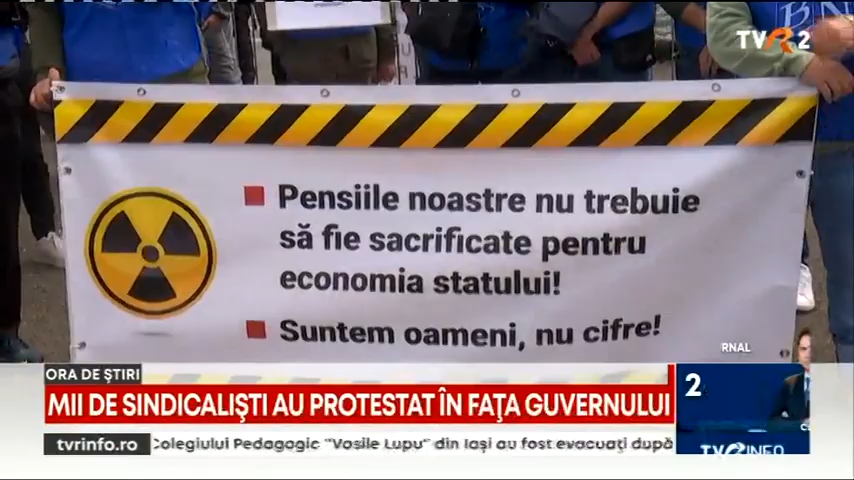 TVR2
Pensiile noastre nu trebuie
să fie sacrificate pentru
economia statului!
Suntem oameni, nu cifre!
RNAL
ORA DE ȘTIRI
MII DE SINDICALIȘTI AU PROTESTAT ÎN FAȚA GUVERNULUI
2
tvrinfo.ro
Colegiului Pedagogic "Vasile Lupu" din Iași au fost evacuați după
TVR INFO